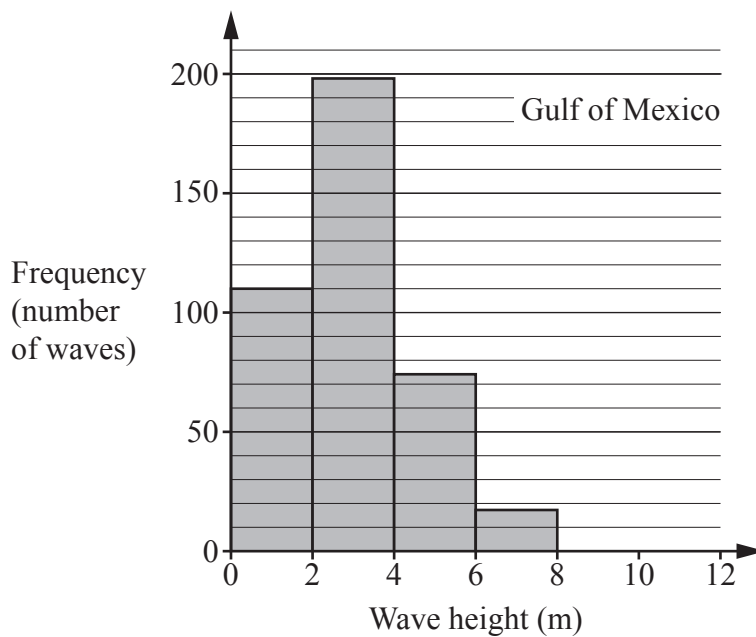 200
Gulf of Mexico
150
Frequency
(number
of waves)
100
50
0
0 2 4 6 8 10 12
Wave height (m)